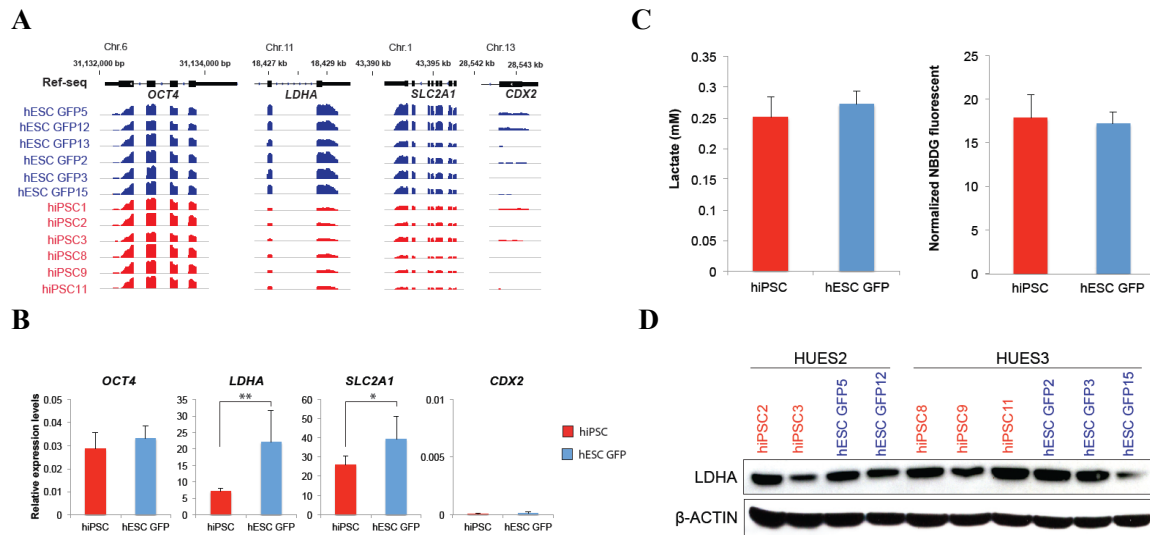 A
Chr.6 Chr.11 Chr.1 Chr.13
31,132,000 bp 31,134,000 bp 18,427 kb 18,429 kb 43,390 kb 43,395 kb 28,542 kb 28,543 kb
Ref-seq
OCT4 LDHA SLC2A1 CDX2
hESC GFP5
hESC GFP12
hESC GFP13
hESC GFP2
hESC GFP3
hESC GFP15
hiPSC1
hiPSC2
hiPSC3
hiPSC8
hiPSC9
hiPSC11
B
OCT4 LDHA SLC2A1 CDX2
Relative expression levels
0.05
0.04
0.03
0.02
0.01
0
hiPSC hESC GFP
35
30
25
20
15
10
5
0
**
hiPSC hESC GFP
60
50
40
30
20
10
0
*
hiPSC hESC GFP
0.01
0.005
0
hiPSC hESC GFP
hiPSC
hESC GFP
C
Lactate (mM)
0.35
0.3
0.25
0.2
0.15
0.1
0.05
0
hiPSC hESC GFP
Normalized NBDG fluorescent
25
20
15
10
5
0
hiPSC hESC GFP
D
HUES2 HUES3
hiPSC2
hiPSC3
hESC GFP5
hESC GFP12
hiPSC8
hiPSC9
hiPSC11
hESC GFP2
hESC GFP3
hESC GFP15
LDHA
β-ACTIN